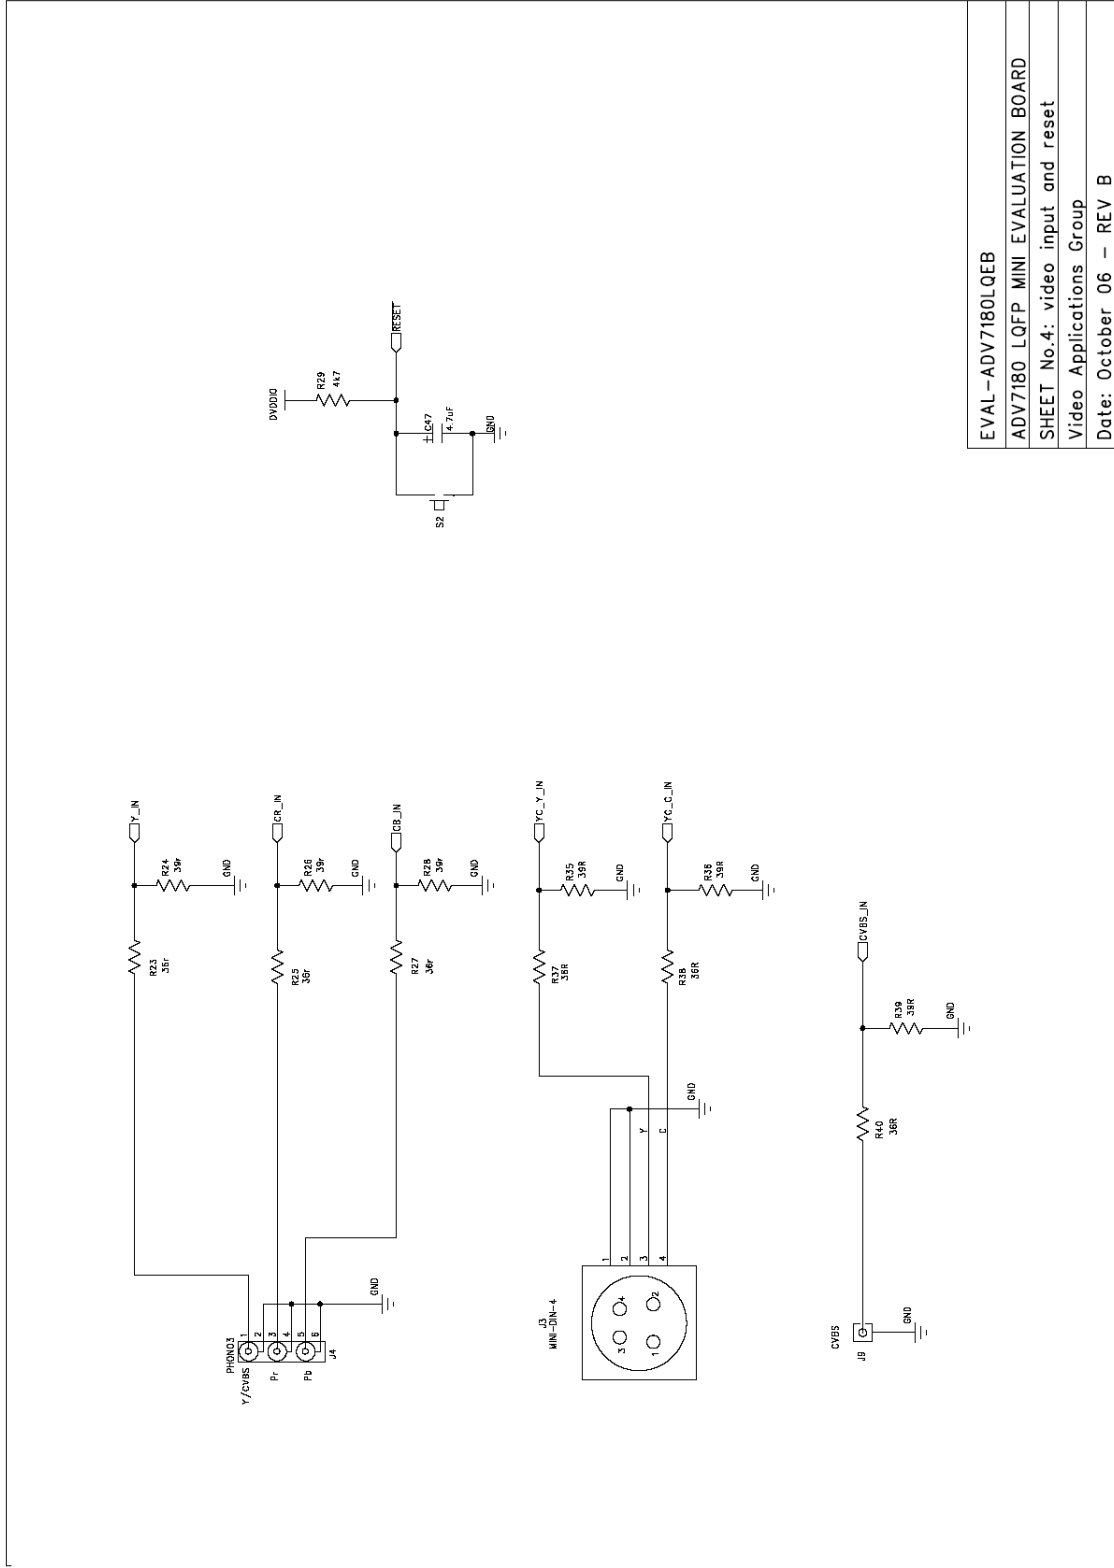 DVDDIO
R29
4k7
RESET
C47
4.7uF
GND
S2
Y_IN
R24
39r
GND
R23
36r
CR_IN
R26
39r
GND
R25
36r
CB_IN
R28
39r
GND
R27
36r
PHONO3
Y/CVBS
Pr
Pb
J4
1
2
3
4
5
6
GND
YC_Y_IN
R35
39R
GND
R37
36R
YC_C_IN
39R
GND
R38
36R
GND
Y
C
J3
MINI-DIN-4
1
2
3
4
3
4
1
2
CVBS_IN
R39
39R
GND
R40
36R
CVBS
J9
GND
EVAL-ADV7180LQEB
ADV7180 LQFP MINI EVALUATION BOARD
SHEET No.4: video input and reset
Video Applications Group
Date: October 06 - REV B